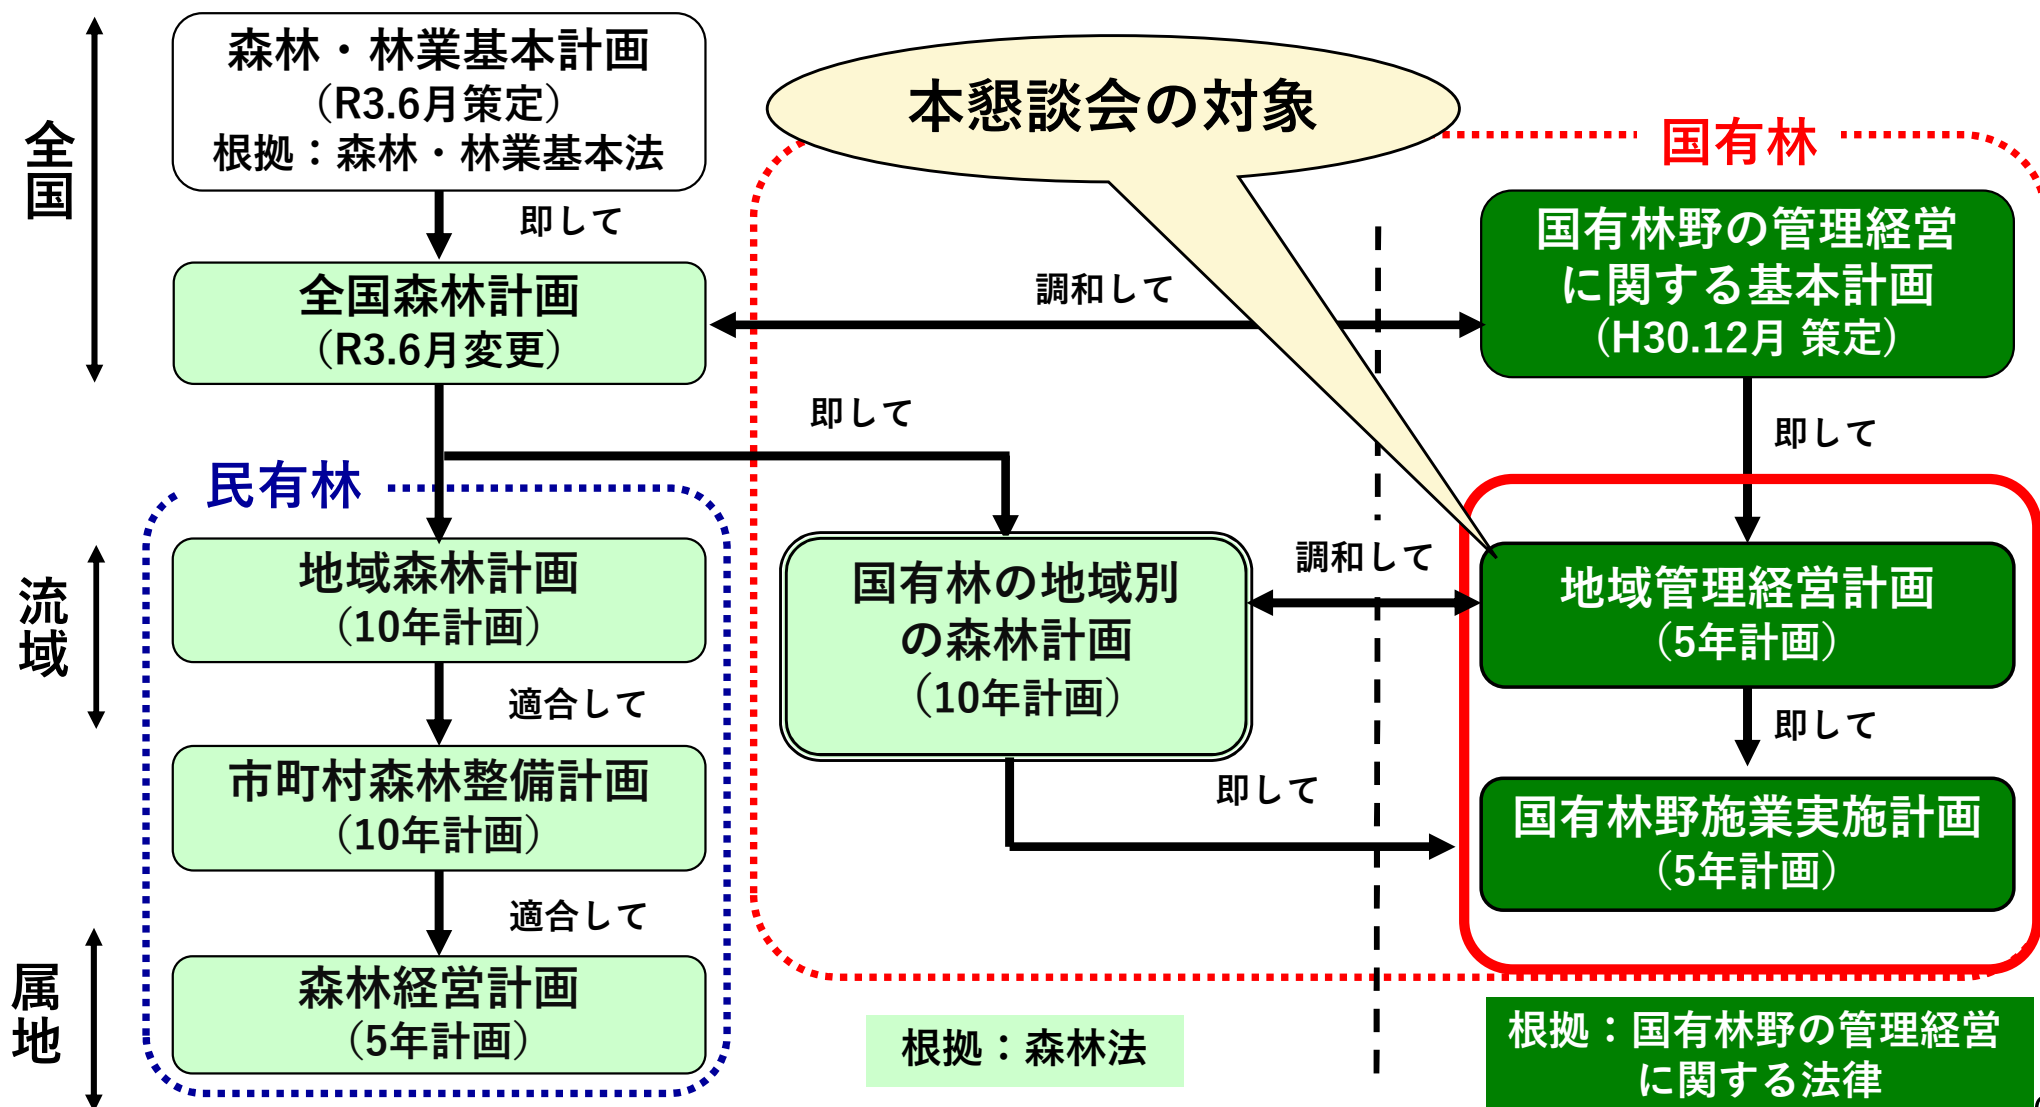 全国
森林・林業基本計画
（R3.6月策定）
根拠：森林・林業基本法
即して
全国森林計画
（R3.6月変更）
本懇談会の対象
国有林
国有林野の管理経営
に関する基本計画
（H30.12月 策定）
調和して
即して
即して
民有林
流域
地域森林計画
（10年計画）
適合して
市町村森林整備計画
（10年計画）
適合して
属地
森林経営計画
（5年計画）
国有林の地域別
の森林計画
（10年計画）
調和して
地域管理経営計画
（5年計画）
即して
即して
国有林野施業実施計画
（5年計画）
根拠：森林法
根拠：国有林野の管理経営
に関する法律